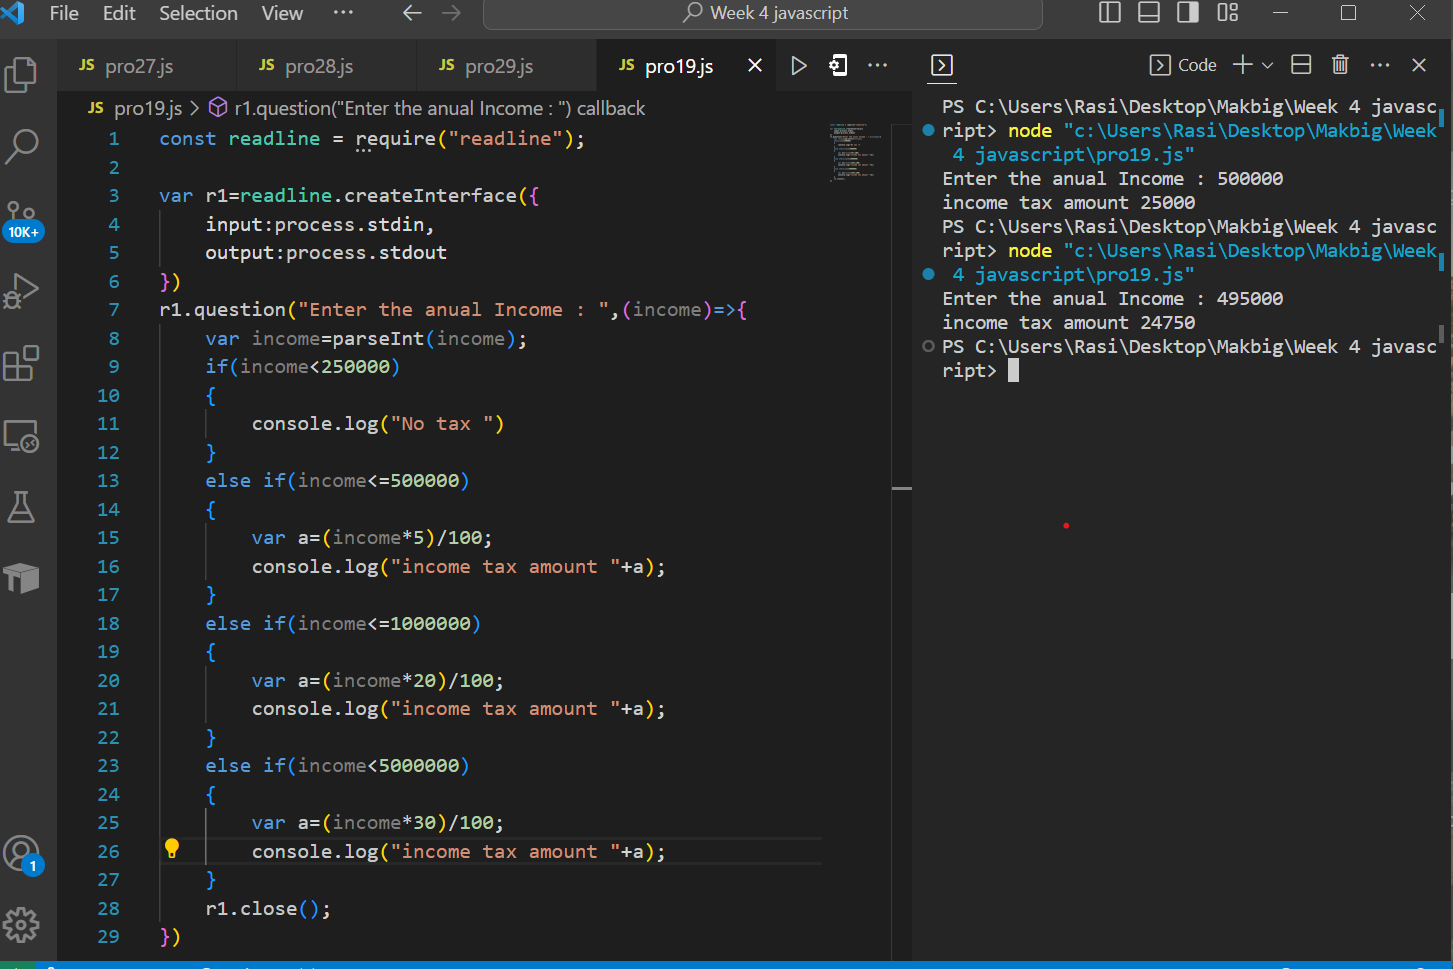 File Edit Selection View ··· ← → Week 4 javascript
JS pro27.js JS pro28.js JS pro29.js JS pro19.js ×
JS pro19.js > r1.question("Enter the anual Income : ") callback
1 const readline = require("readline");
2
3 var r1=readline.createInterface({
4 input:process.stdin,
5 output:process.stdout
6 })
7 r1.question("Enter the anual Income : ",(income)=>{
8 var income=parseInt(income);
9 if(income<250000)
10 {
11 console.log("No tax ")
12 }
13 else if(income<=500000)
14 {
15 var a=(income*5)/100;
16 console.log("income tax amount "+a);
17 }
18 else if(income<=1000000)
19 {
20 var a=(income*20)/100;
21 console.log("income tax amount "+a);
22 }
23 else if(income<5000000)
24 {
25 var a=(income*30)/100;
26 console.log("income tax amount "+a);
27 }
28 r1.close();
29 })
10K+
1
Code
PS C:\Users\Rasi\Desktop\Makbig\Week 4 javasc
ript> node "c:\Users\Rasi\Desktop\Makbig\Week
4 javascript\pro19.js"
Enter the anual Income : 500000
income tax amount 25000
PS C:\Users\Rasi\Desktop\Makbig\Week 4 javasc
ript> node "c:\Users\Rasi\Desktop\Makbig\Week
4 javascript\pro19.js"
Enter the anual Income : 495000
income tax amount 24750
PS C:\Users\Rasi\Desktop\Makbig\Week 4 javasc
ript>